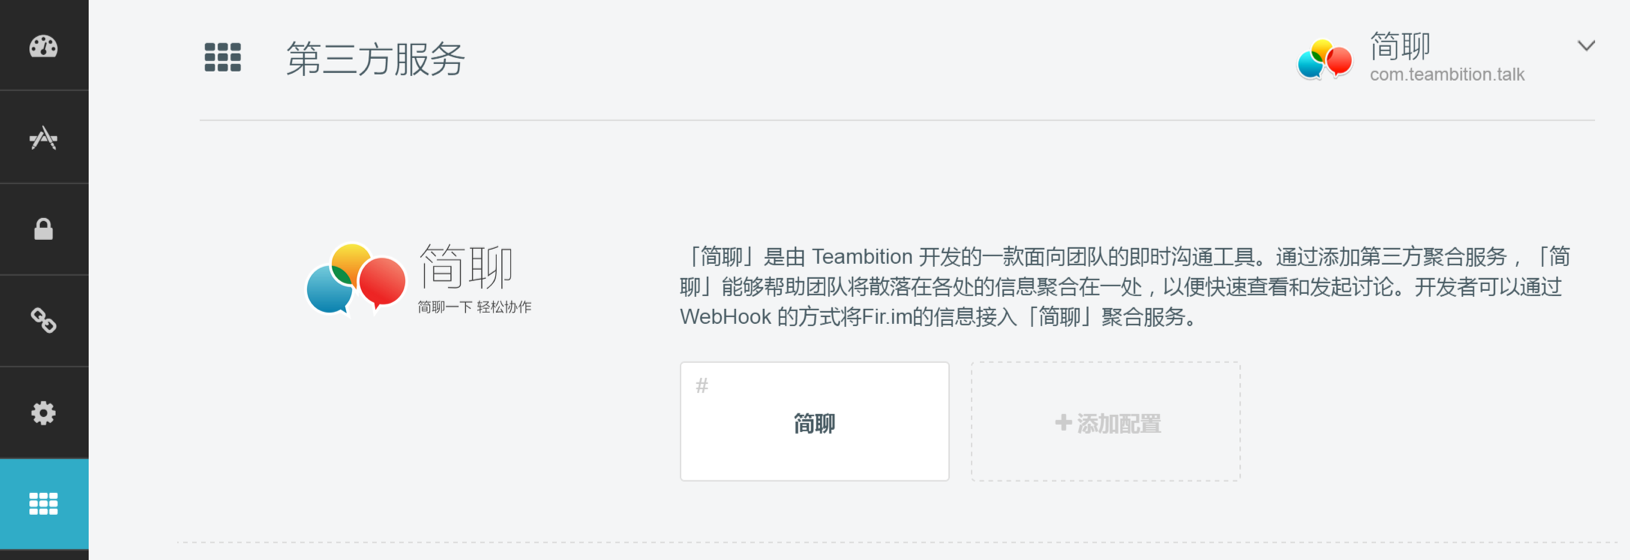 第三方服务
简聊
com.teambition.talk
简聊
简聊一下 轻松协作
「简聊」是由 Teambition 开发的一款面向团队的即时沟通工具。通过添加第三方聚合服务，「简
聊」能够帮助团队将散落在各处的信息聚合在一处，以便快速查看和发起讨论。开发者可以通过
WebHook 的方式将Fir.im的信息接入「简聊」聚合服务。
#
简聊
+ 添加配置